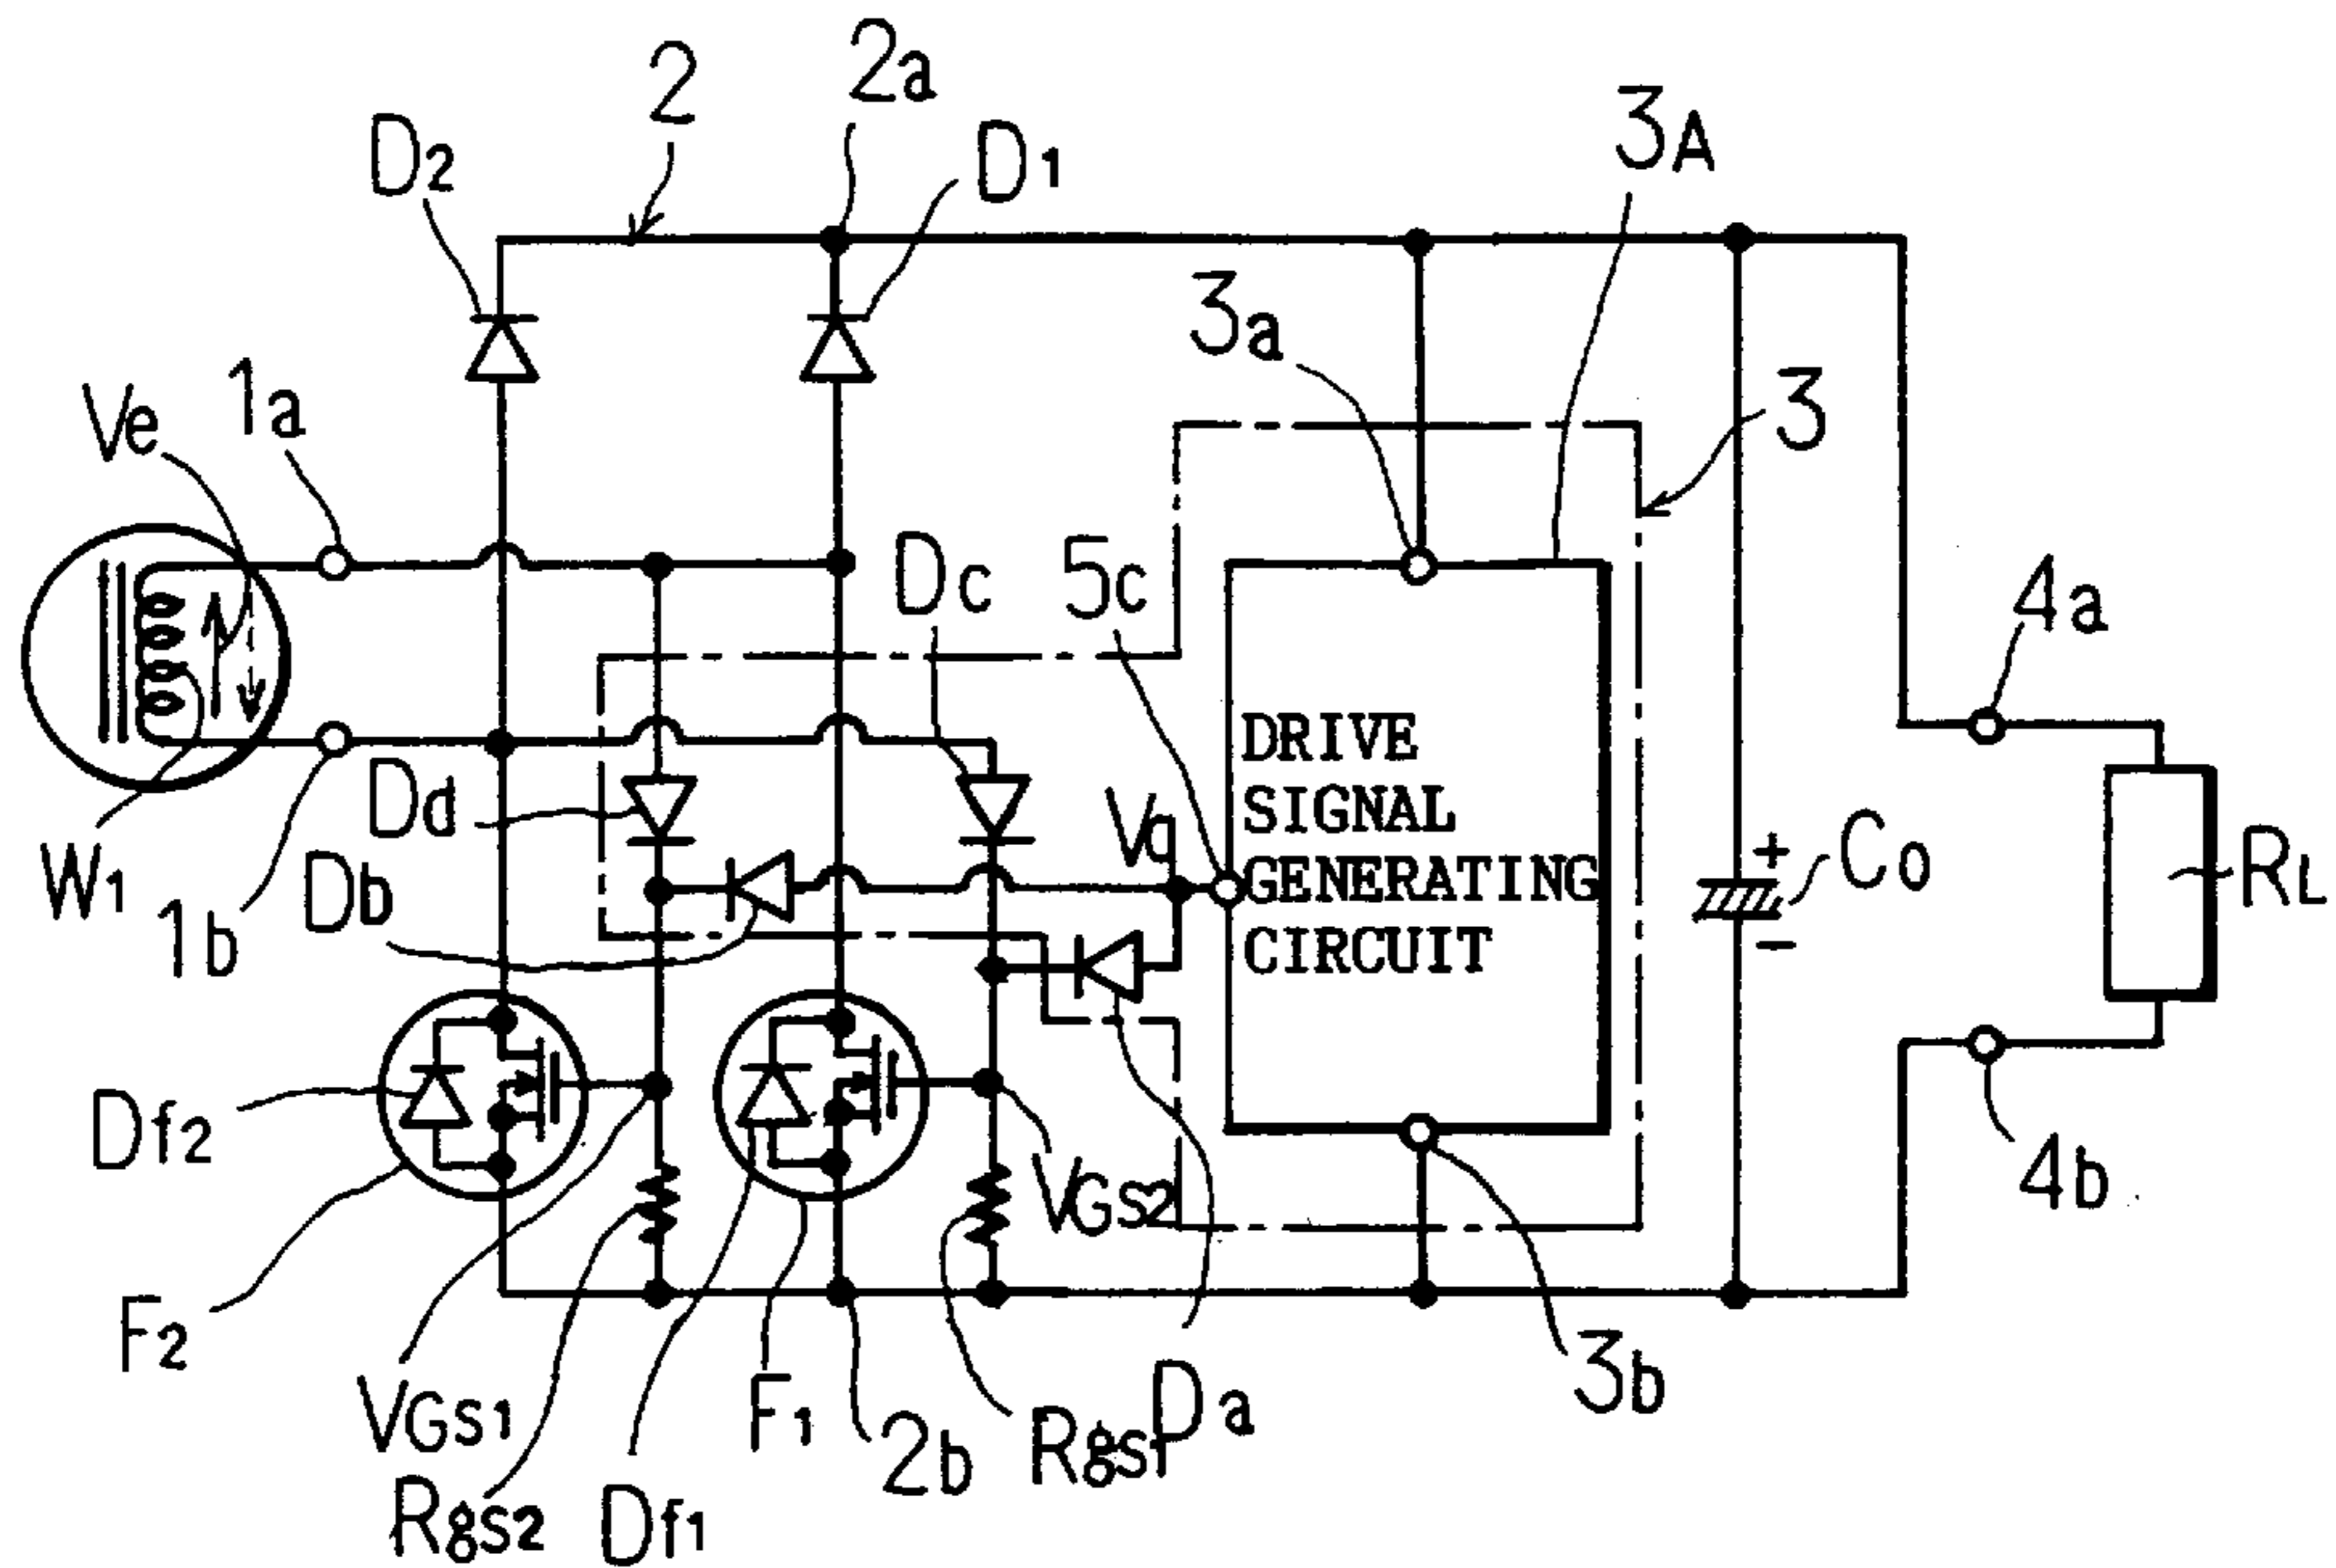 2
2a
D2
D1
3A
3a
Ve
1a
3
Dc
5c
4a
DRIVE
SIGNAL
GENERATING
CIRCUIT
Dd
Vq
+
Co
RL
W1
1b
Db
−
Df2
VGS2
4b
F2
3b
VGS1
F1
2b
Rgs1
Da
Rgs2
Df1